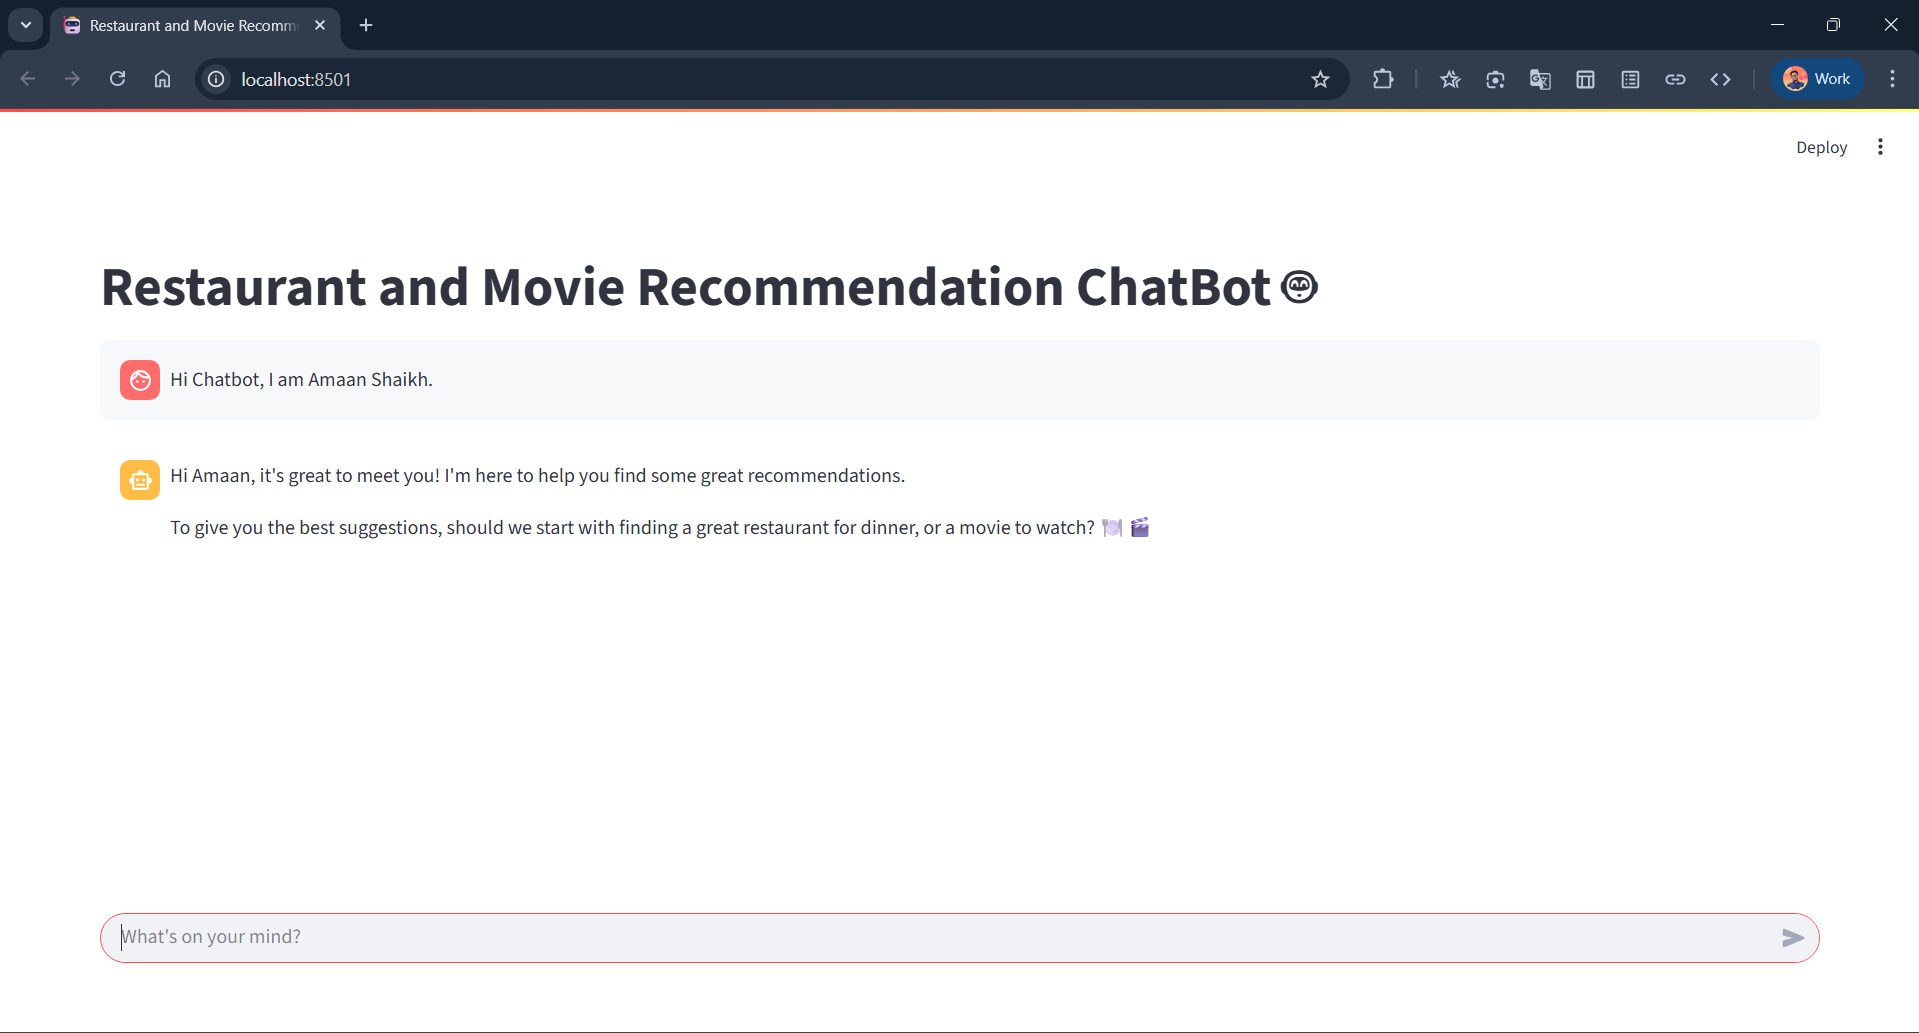 Restaurant and Movie Recomm
localhost:8501
Work
Deploy
Restaurant and Movie Recommendation ChatBot
Hi Chatbot, I am Amaan Shaikh.
Hi Amaan, it's great to meet you! I'm here to help you find some great recommendations.
To give you the best suggestions, should we start with finding a great restaurant for dinner, or a movie to watch? 🍽️ 🎬
What's on your mind?